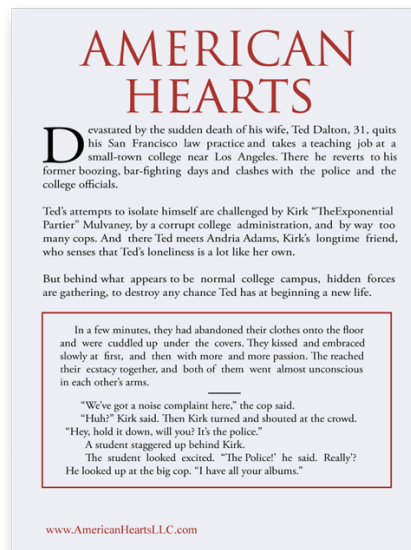 AMERICAN
HEARTS
Devastated by the sudden death of his wife, Ted Dalton, 31, quits
his San Francisco law practice and takes a teaching job at a
small-town college near Los Angeles. There he reverts to his
former boozing, bar-fighting days and clashes with the police and the
college officials.
Ted's attempts to isolate himself are challenged by Kirk “TheExponential
Partier” Mulvaney, by a corrupt college administration, and by way too
many cops. And there Ted meets Andria Adams, Kirk's longtime friend,
who senses that Ted's loneliness is a lot like her own.
But behind what appears to be normal college campus, hidden forces
are gathering, to destroy any chance Ted has at beginning a new life.
In a few minutes, they had abandoned their clothes onto the floor
and were cuddled up under the covers. They kissed and embraced
slowly at first, and then with more and more passion. The reached
their ecstacy together, and both of them went almost unconscious
in each other's arms.
“We've got a noise complaint here,” the cop said.
“Huh?” Kirk said. Then Kirk turned and shouted at the crowd.
“Hey, hold it down, will you? It's the police.”
A student staggered up behind Kirk.
The student looked excited. “The Police!' he said. Really'?
He looked up at the big cop. “I have all your albums.”
www.AmericanHeartsLLC.com